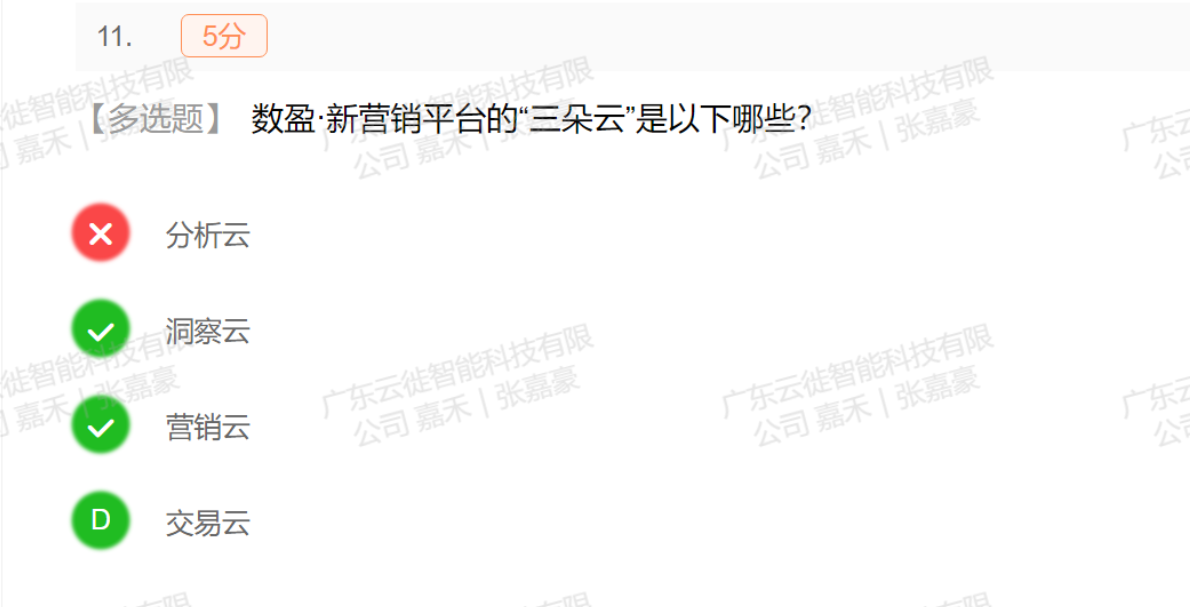 11. 5分
【多选题】 数盈·新营销平台的“三朵云”是以下哪些？
分析云
洞察云
营销云
D 交易云
广东云徙智能科技有限
公司 嘉禾 | 张嘉豪